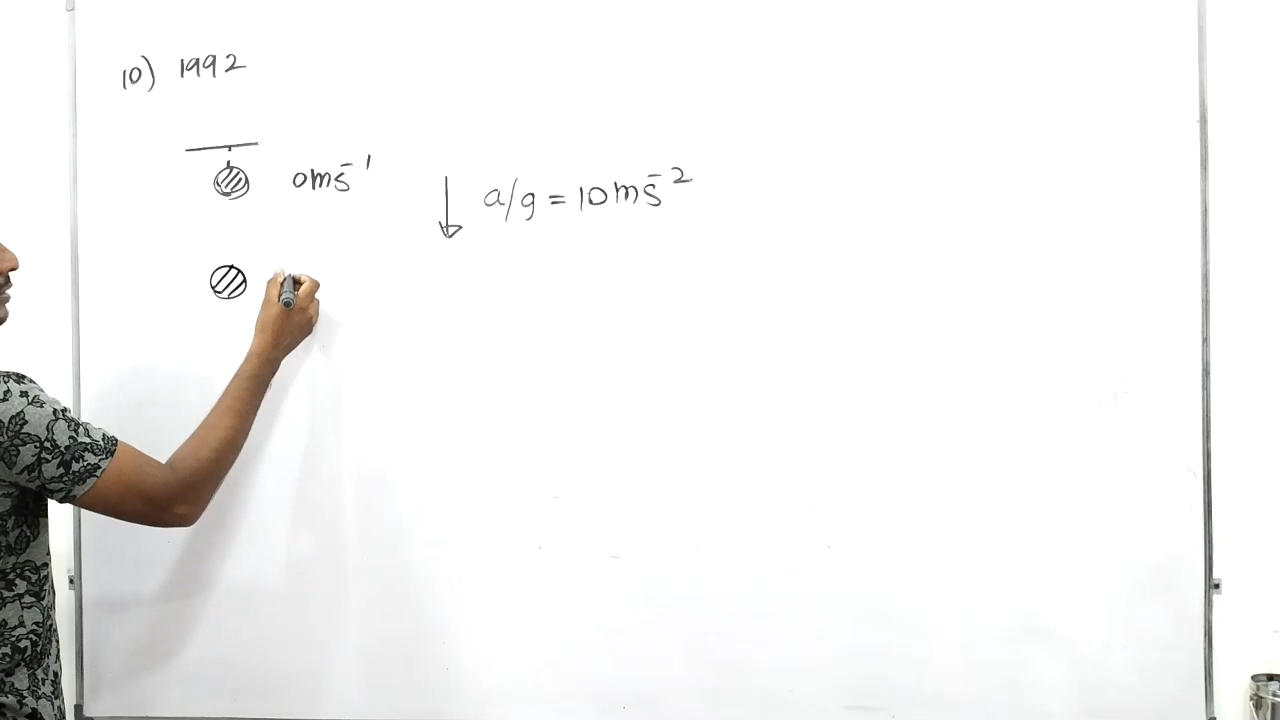 10) 1992
0ms⁻¹
a/g = 10ms⁻²